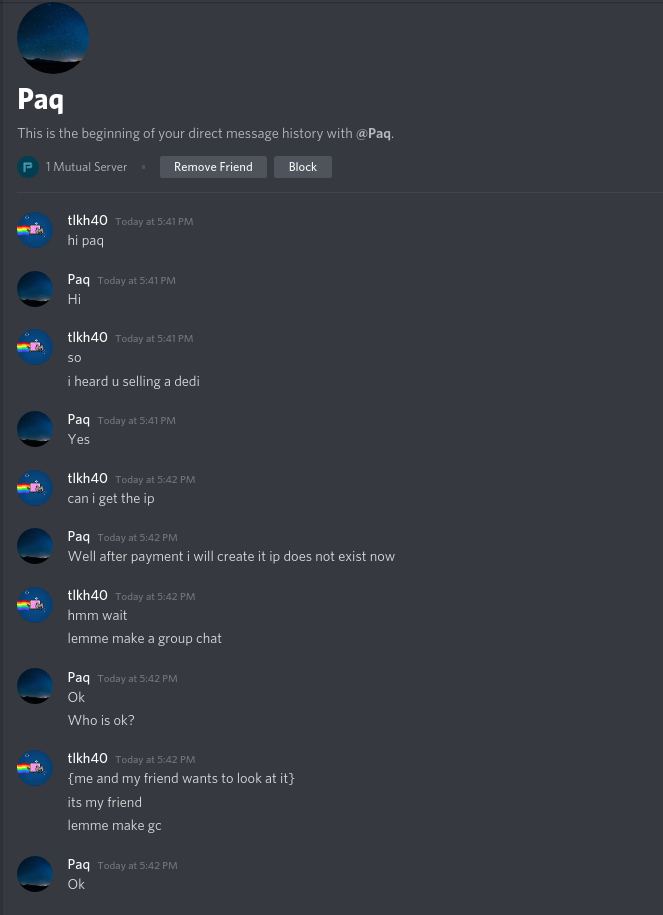 Paq
This is the beginning of your direct message history with @Paq.
1 Mutual Server • Remove Friend Block
tlkh40 Today at 5:41 PM
hi paq
Paq Today at 5:41 PM
Hi
tlkh40 Today at 5:41 PM
so
i heard u selling a dedi
Paq Today at 5:41 PM
Yes
tlkh40 Today at 5:42 PM
can i get the ip
Paq Today at 5:42 PM
Well after payment i will create it ip does not exist now
tlkh40 Today at 5:42 PM
hmm wait
lemme make a group chat
Paq Today at 5:42 PM
Ok
Who is ok?
tlkh40 Today at 5:42 PM
{me and my friend wants to look at it}
its my friend
lemme make gc
Paq Today at 5:42 PM
Ok